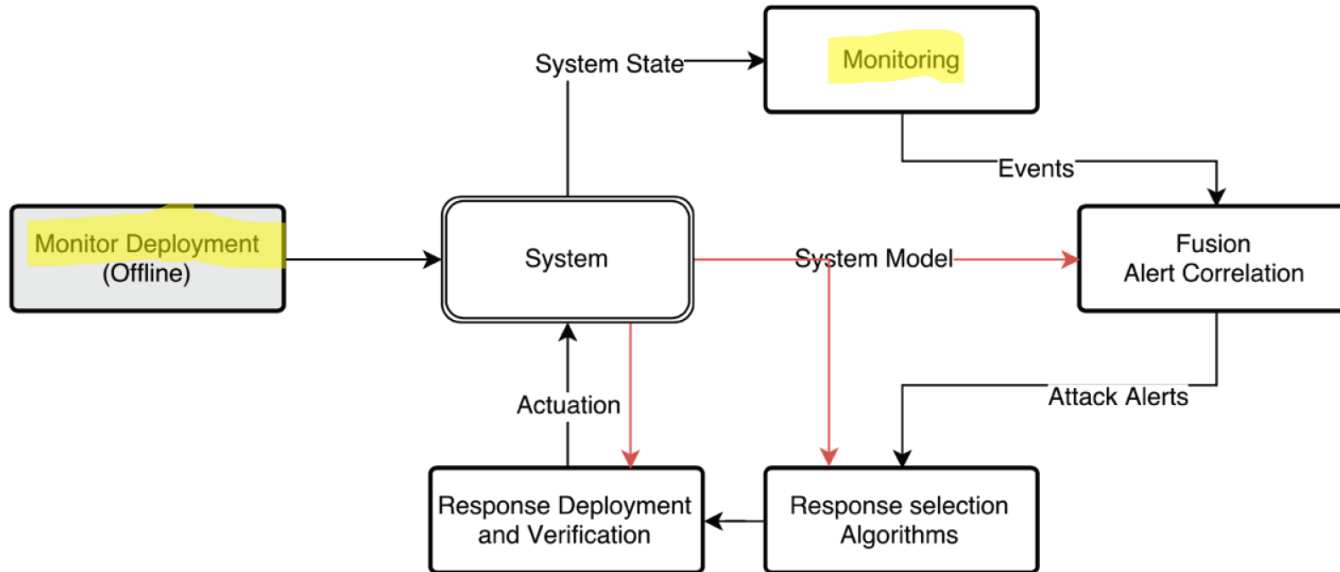 Monitoring
System State
Events
Monitor Deployment
(Offline)
System
System Model
Fusion
Alert Correlation
Actuation
Attack Alerts
Response Deployment
and Verification
Response selection
Algorithms